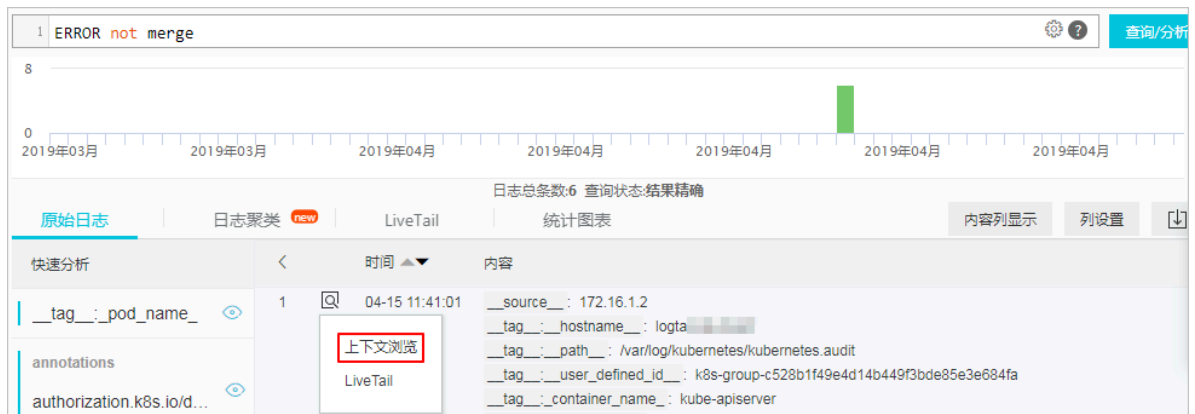 1 ERROR not merge
查询/分析
8
0
2019年03月 2019年03月 2019年04月 2019年04月 2019年04月 2019年04月 2019年04月
日志总条数:6 查询状态:结果精确
原始日志 日志聚类 new LiveTail 统计图表 内容列显示 列设置
快速分析 < 时间 内容
1 04-15 11:41:01 __source__: 172.16.1.2
__tag__:_pod_name_
__tag__:__hostname__: logta
上下文浏览
__tag__:__path__: /var/log/kubernetes/kubernetes.audit
annotations
LiveTail
__tag__:__user_defined_id__: k8s-group-c528b1f49e4d14b449f3bde85e3e684fa
authorization.k8s.io/d...
__tag__:_container_name_: kube-apiserver